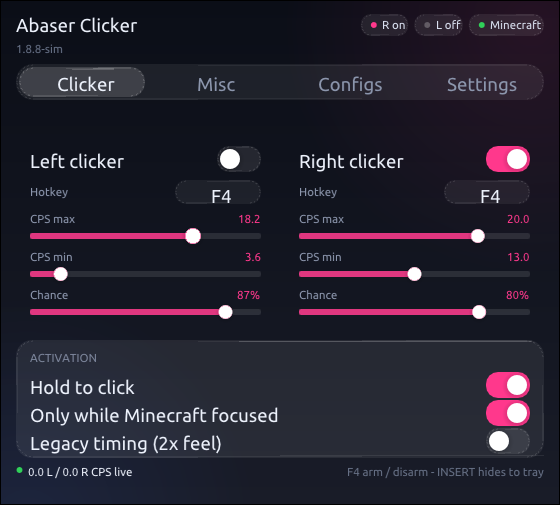 Abaser Clicker
R on
L off
Minecraft
1.8.8-sim
Clicker
Misc
Configs
Settings
Left clicker
Hotkey
F4
CPS max
18.2
CPS min
3.6
Chance
87%
Right clicker
Hotkey
F4
CPS max
20.0
CPS min
13.0
Chance
80%
ACTIVATION
Hold to click
Only while Minecraft focused
Legacy timing (2x feel)
0.0 L / 0.0 R CPS live
F4 arm / disarm - INSERT hides to tray